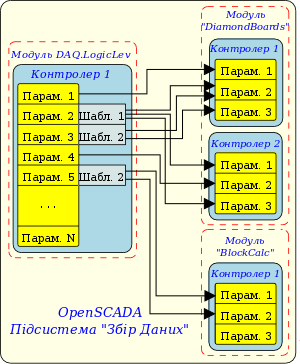 Модуль DAQ.LogicLev
Контролер 1
Парам. 1
Парам. 2 Шабл. 1
Парам. 3 Шабл.
Парам. 4
Парам. 5 Шабл. 2
. . .
Парам. N
Модуль
"DiamondBoards"
Контролер 1
Парам. 1
Парам. 2
Парам. 3
Контролер 2
Парам. 1
Парам. 2
Парам. 3
Модуль
"BlockCalc"
Контролер 1
Парам. 1
Парам. 2
Парам. 3
OpenSCADA
Підсистема "Збір Даних"